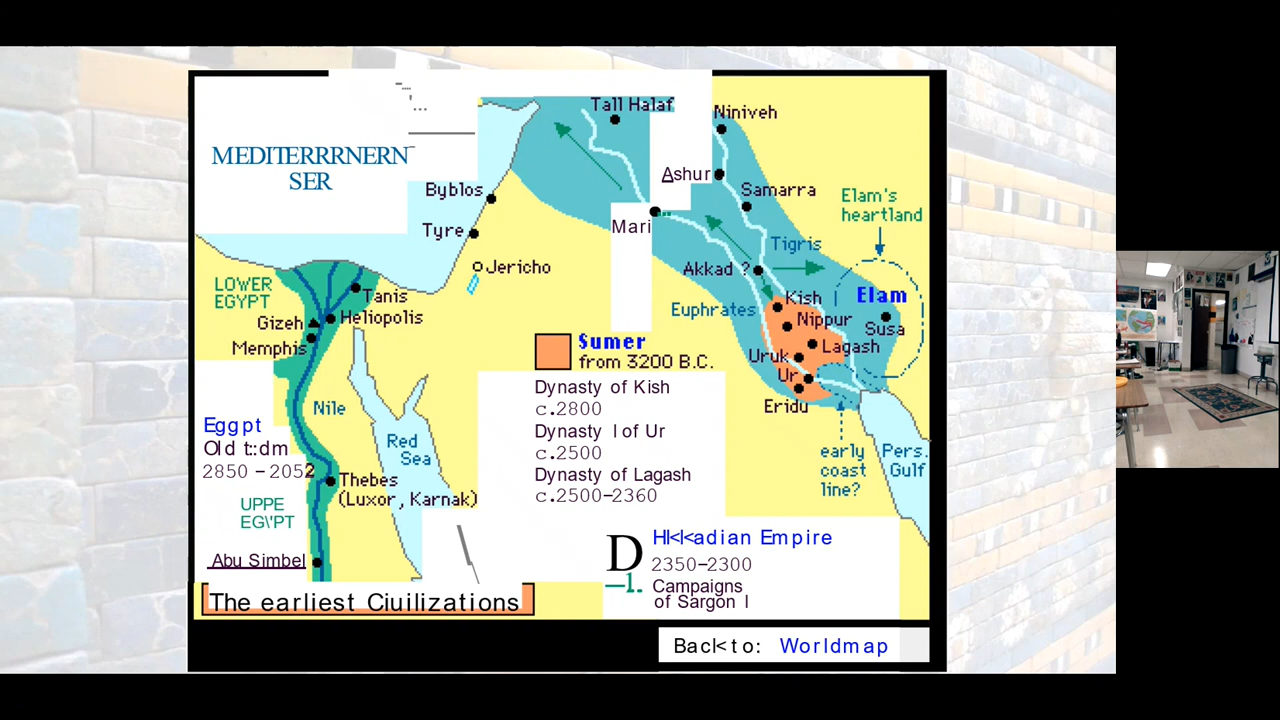 MEDITERRRNERN
SER
Tall Halaf
Niniveh
Ashur
Samarra
Byblos
Elam's
heartland
Tyre
Mari
Tigris
Jericho
Akkad ?
LOWER
EGYPT
Tanis
Gizeh
Heliopolis
Memphis
Euphrates
Kish
Elam
Nippur
Susa
Lagash
Uruk
Ur
Eridu
Sumer
from 3200 B.C.
Dynasty of Kish
c.2800
Dynasty I of Ur
c.2500
Dynasty of Lagash
c.2500-2360
Nile
Eggpt
Old t::dm
2850 - 2052
Red
Sea
early
coast
line?
Pers.
Gulf
Thebes
(Luxor, Karnak)
UPPE
EG\'PT
Abu Simbel
D
HI<I<adian Empire
2350-2300
—1.
Campaigns
of Sargon I
The earliest Ciuilizations
Bacl< to: Worldmap